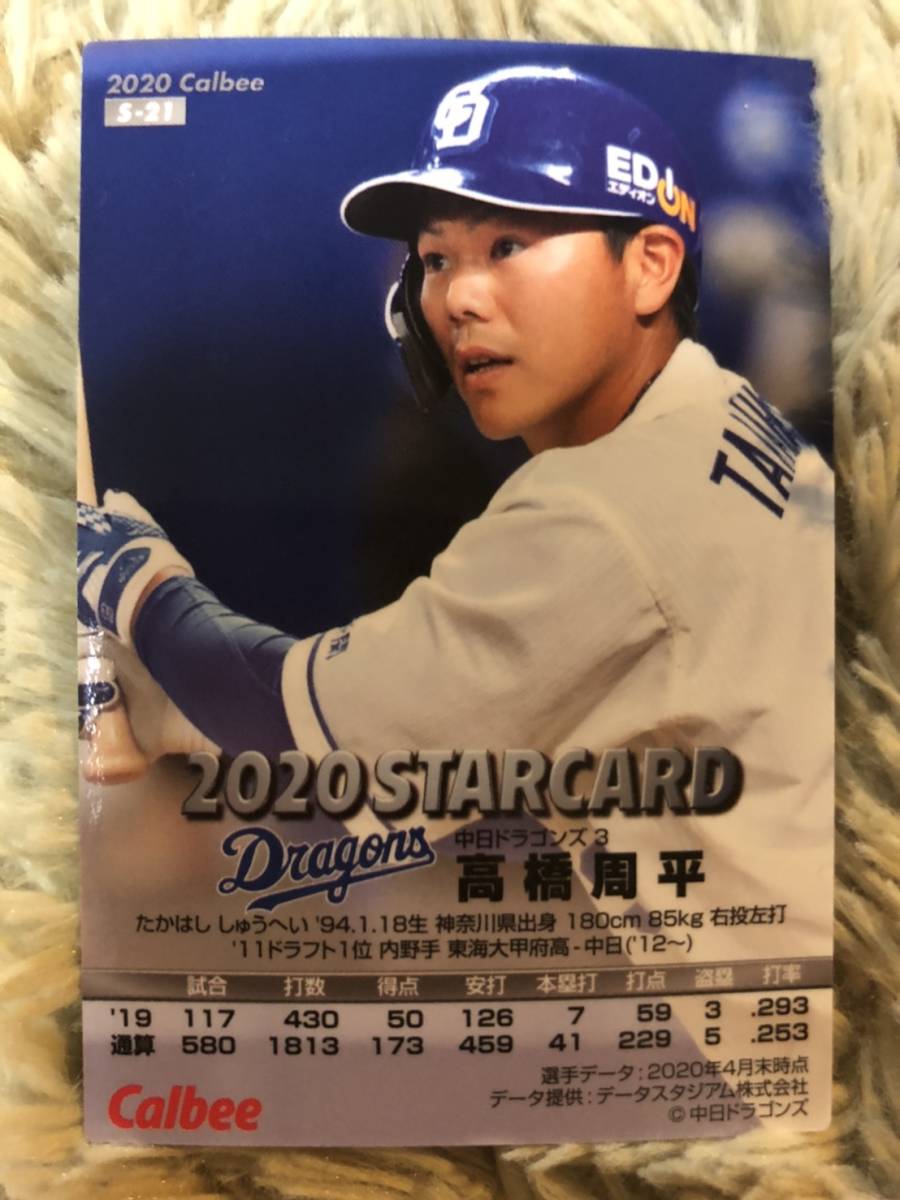 2020 Calbee
S-21
CD
EDION
エディオン
2020 STARCARD
Dragons
中日ドラゴンズ 3
高橋周平
たかはし しゅうへい '94.1.18生 神奈川県出身 180cm 85kg 右投左打
'11ドラフト1位 内野手 東海大甲府高-中日('12〜)
試合 打数 得点 安打 本塁打 打点 盗塁 打率
'19 117 430 50 126 7 59 3 .293
通算 580 1813 173 459 41 229 5 .253
選手データ:2020年4月末時点
データ提供:データスタジアム株式会社
©中日ドラゴンズ
Calbee